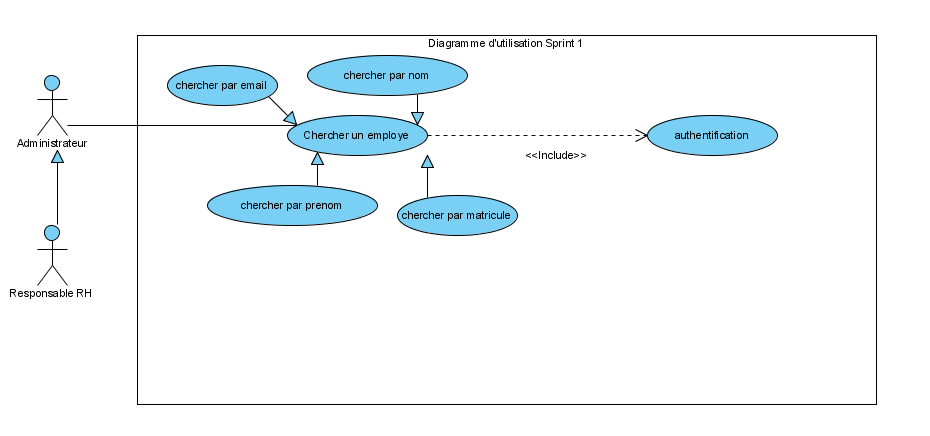 Diagramme d'utilisation Sprint 1
chercher par nom
chercher par email
Chercher un employe
authentification
Administrateur
<<Include>>
chercher par prenom
chercher par matricule
Responsable RH